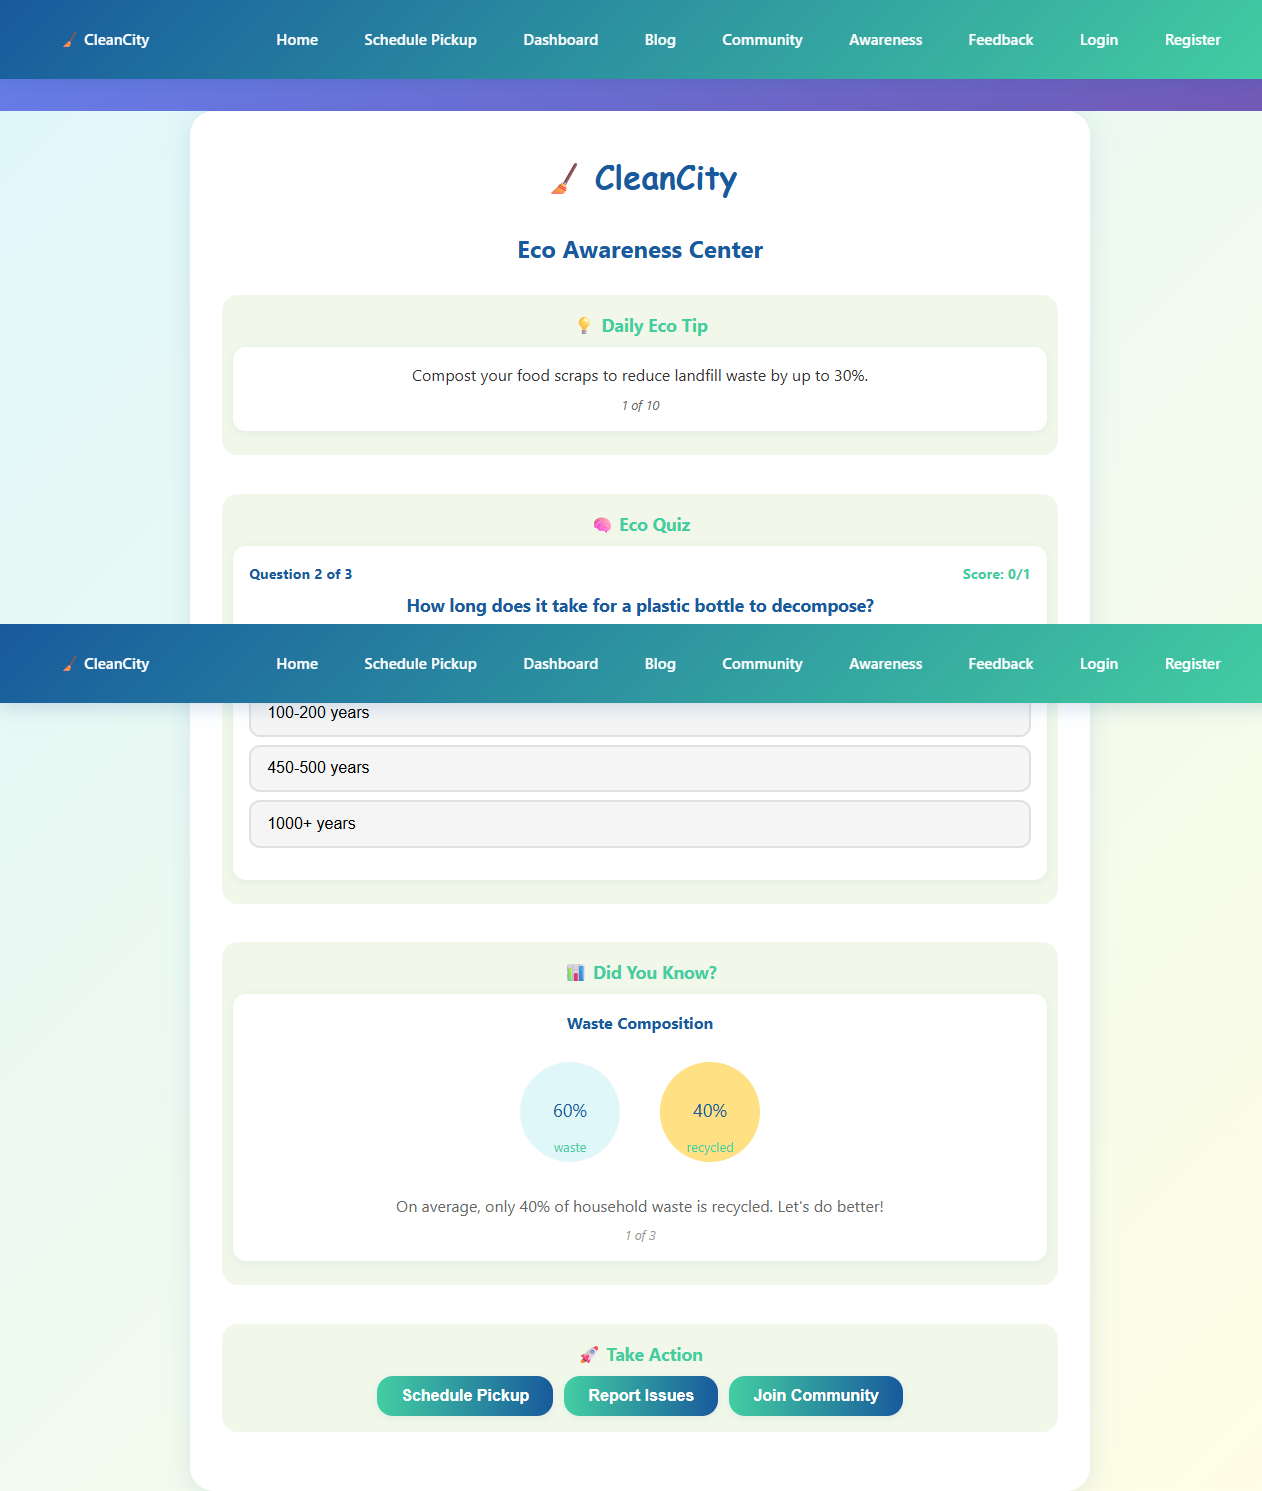 CleanCity Home Schedule Pickup Dashboard Blog Community Awareness Feedback Login Register
CleanCity
Eco Awareness Center
Daily Eco Tip
Compost your food scraps to reduce landfill waste by up to 30%.
1 of 10
Eco Quiz
Question 2 of 3 Score: 0/1
How long does it take for a plastic bottle to decompose?
CleanCity Home Schedule Pickup Dashboard Blog Community Awareness Feedback Login Register
100-200 years
450-500 years
1000+ years
Did You Know?
Waste Composition
60% 40%
waste recycled
On average, only 40% of household waste is recycled. Let's do better!
1 of 3
Take Action
Schedule Pickup Report Issues Join Community